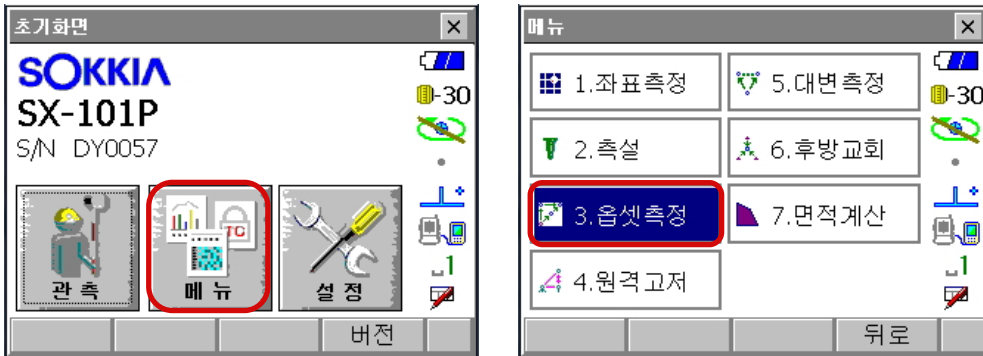 초기화면
SOKKIA
-30
SX-101P
S/N DY0057
TC
관측
메뉴
설정
1
버전
메뉴
1.좌표측정
5.대변측정
-30
2.측설
6.후방교회
3.옵셋측정
7.면적계산
4.원격고저
1
뒤로